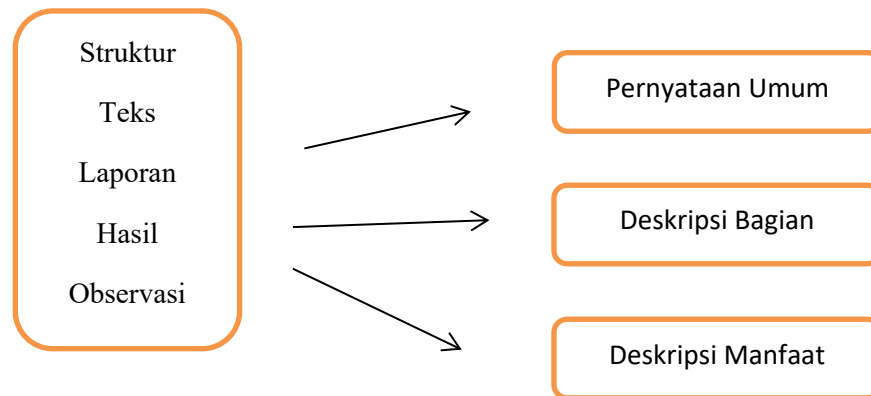 Struktur
Teks
Laporan
Hasil
Observasi
Pernyataan Umum
Deskripsi Bagian
Deskripsi Manfaat